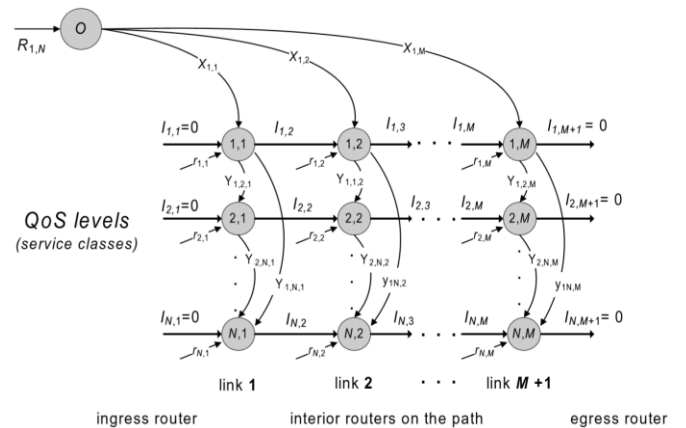 O
R1,N
X1,1
X1,2
X1,M
I1,1=0
I1,2
I1,3
I1,M
I1,M+1= 0
1,1
1,2
· · ·
1,M
r1,1
r1,2
r1,M
Y1,2,1
Y1,1,2
Y1,2,M
I2,1=0
I2,2
I2,3
I2,M
I2,M+1= 0
QoS levels
(service classes)
2,1
2,2
· · ·
2,M
r2,1
r2,2
r2,M
Y2,N,1
Y2,N,2
Y2,N,M
Y1,N,1
y1N,2
y1N,M
IN,1=0
IN,2
IN,3
IN,M
IN,M+1= 0
N,1
N,2
· · ·
N,M
rN,1
rN,2
rN,M
link 1
link 2
· · ·
link M +1
ingress router
interior routers on the path
egress router